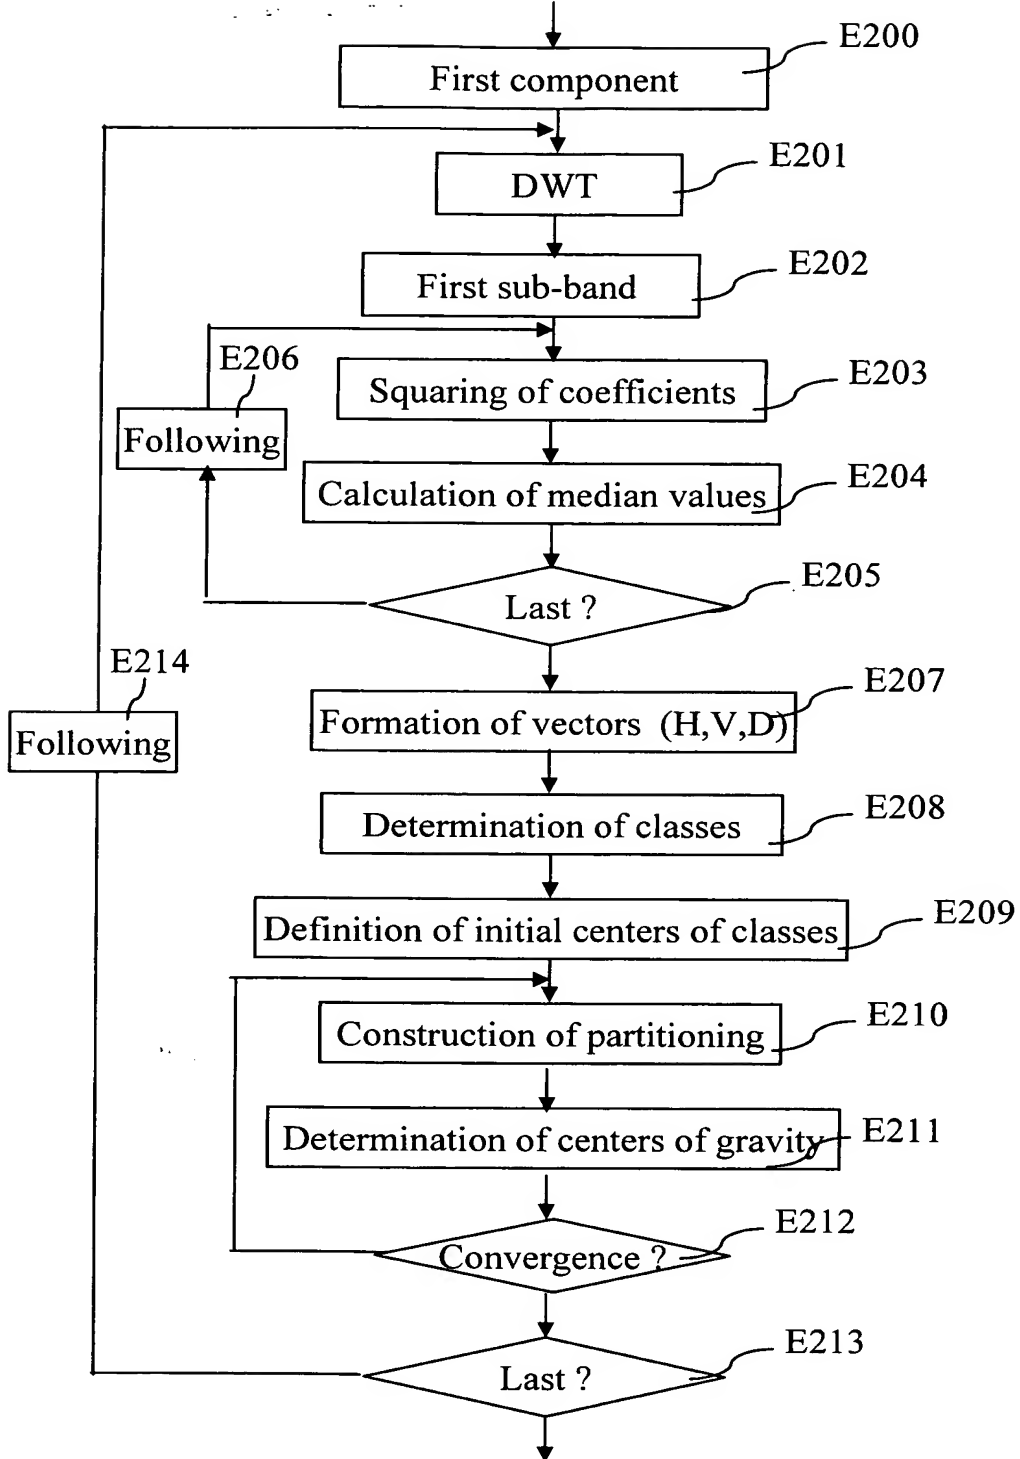 E200
First component
E201
DWT
E202
First sub-band
E206
E203
Squaring of coefficients
Following
E204
Calculation of median values
E205
Last ?
E214
E207
Formation of vectors (H,V,D)
Following
E208
Determination of classes
E209
Definition of initial centers of classes
E210
Construction of partitioning
E211
Determination of centers of gravity
E212
Convergence ?
E213
Last ?